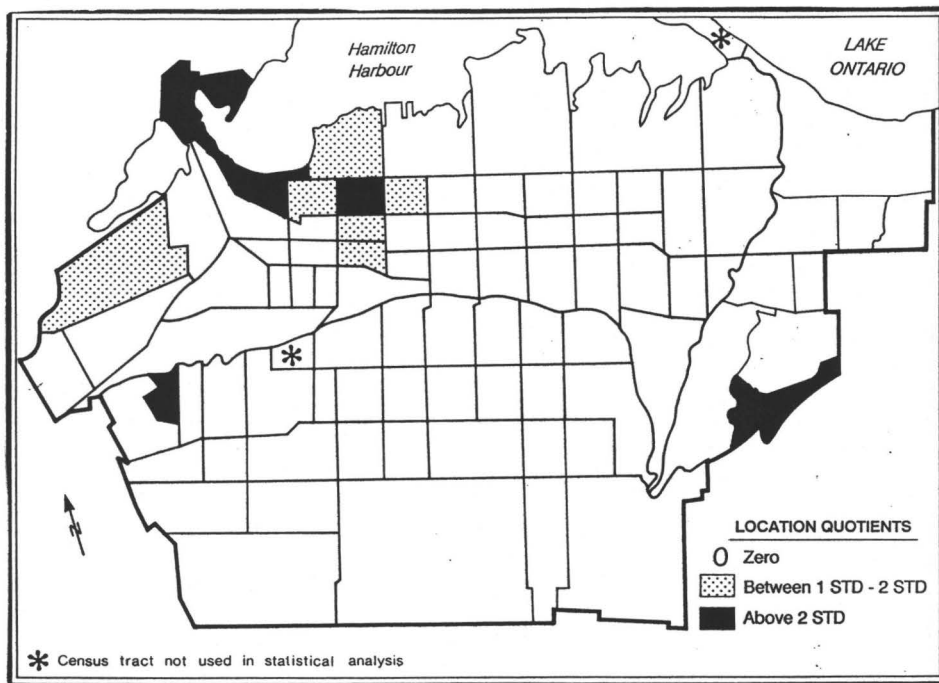 Hamilton
Harbour
*
LAKE
ONTARIO
*
N
LOCATION QUOTIENTS
0 Zero
Between 1 STD - 2 STD
Above 2 STD
* Census tract not used in statistical analysis